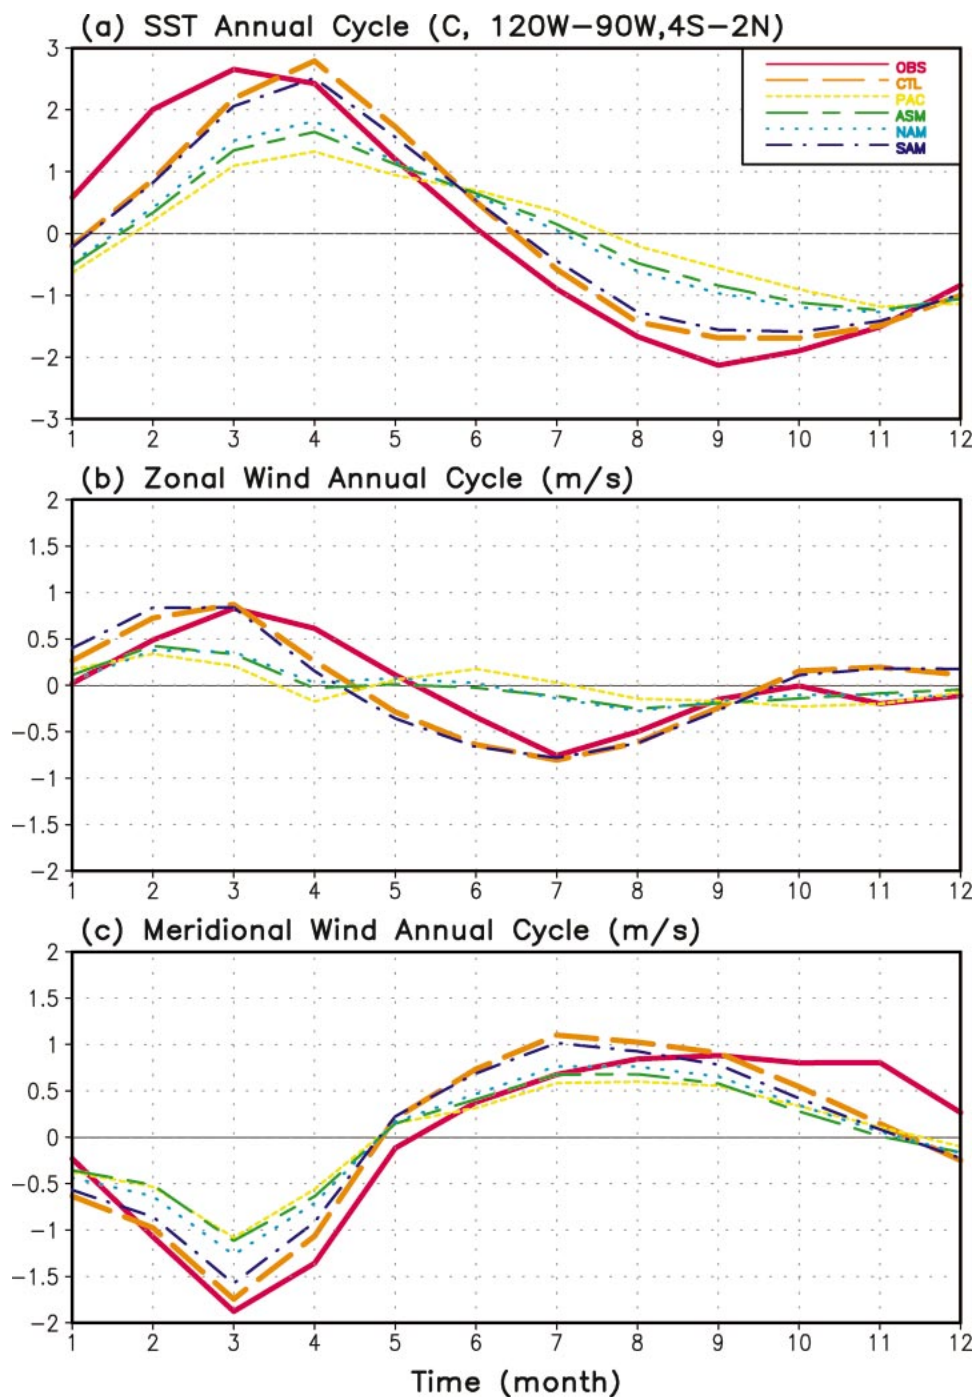 (a) SST Annual Cycle (C, 120W−90W,4S−2N)
3
2
1
0
−1
−2
−3
OBS
CTL
PAC
ASM
NAM
SAM
1 2 3 4 5 6 7 8 9 10 11 12
(b) Zonal Wind Annual Cycle (m/s)
2
1.5
1
0.5
0
−0.5
−1
−1.5
−2
1 2 3 4 5 6 7 8 9 10 11 12
(c) Meridional Wind Annual Cycle (m/s)
2
1.5
1
0.5
0
−0.5
−1
−1.5
−2
1 2 3 4 5 6 7 8 9 10 11 12
Time (month)